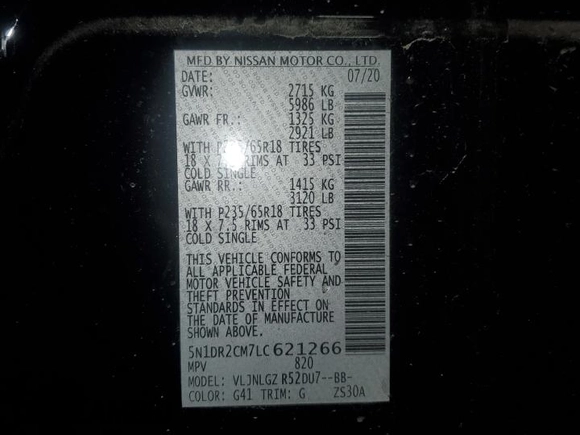 MFD BY NISSAN MOTOR CO., LTD.
DATE: 07/20
GVWR: 2715 KG
5986 LB
GAWR FR.: 1325 KG
2921 LB
WITH P235/65R18 TIRES
18 X RIMS AT 33 PSI
COLD SINGLE
GAWR RR.: 1415 KG
3120 LB
WITH P235/65R18 TIRES
18 X 7.5 RIMS AT 33 PSI
COLD SINGLE
THIS VEHICLE CONFORMS TO
ALL APPLICABLE FEDERAL
MOTOR VEHICLE SAFETY AND
THEFT PREVENTION
STANDARDS IN EFFECT ON
THE DATE OF MANUFACTURE
SHOWN ABOVE.
5N1DR2CM7LC621266
MPV 820
MODEL: VLJNLGZ R52DU7--BB-
COLOR: G41 TRIM: G ZS30A